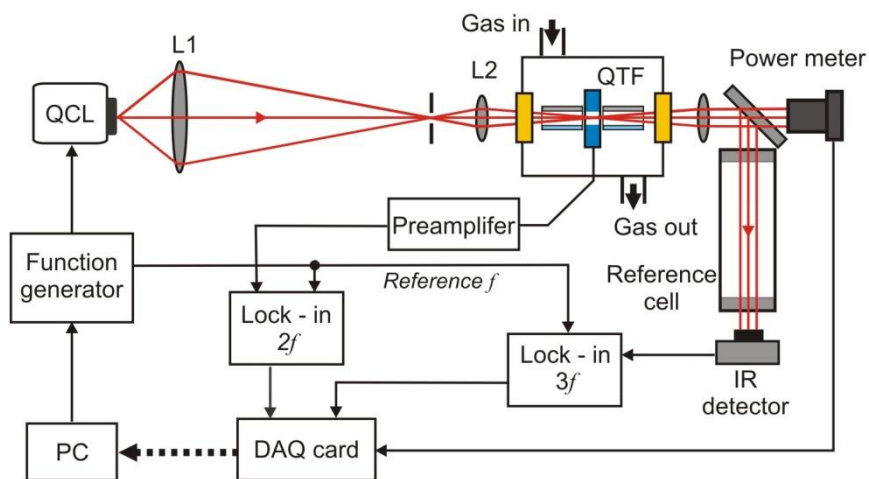 Gas in
L1
Power meter
L2
QTF
QCL
Preamplifer
Gas out
Function
generator
Reference f
Reference
cell
Lock - in
2f
Lock - in
3f
IR
detector
PC
DAQ card